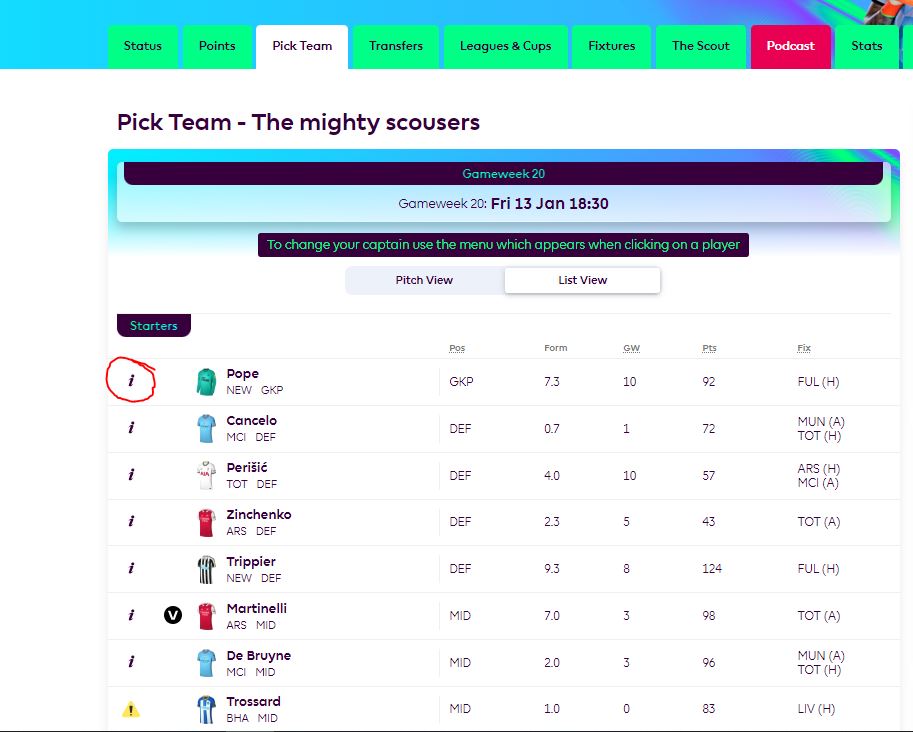 Status Points Pick Team Transfers Leagues & Cups Fixtures The Scout Podcast Stats
Pick Team - The mighty scousers
Gameweek 20
Gameweek 20: Fri 13 Jan 18:30
To change your captain use the menu which appears when clicking on a player
Pitch View List View
Starters
Pos Form GW Pts Fix
i Pope GKP 7.3 10 92 FUL (H)
NEW GKP
i Cancelo DEF 0.7 1 72 MUN (A)
MCI DEF TOT (H)
i Perišić DEF 4.0 10 57 ARS (H)
TOT DEF MCI (A)
i Zinchenko DEF 2.3 5 43 TOT (A)
ARS DEF
i Trippier DEF 9.3 8 124 FUL (H)
NEW DEF
i V Martinelli MID 7.0 3 98 TOT (A)
ARS MID
i De Bruyne MID 2.0 3 96 MUN (A)
MCI MID TOT (H)
! Trossard MID 1.0 0 83 LIV (H)
BHA MID